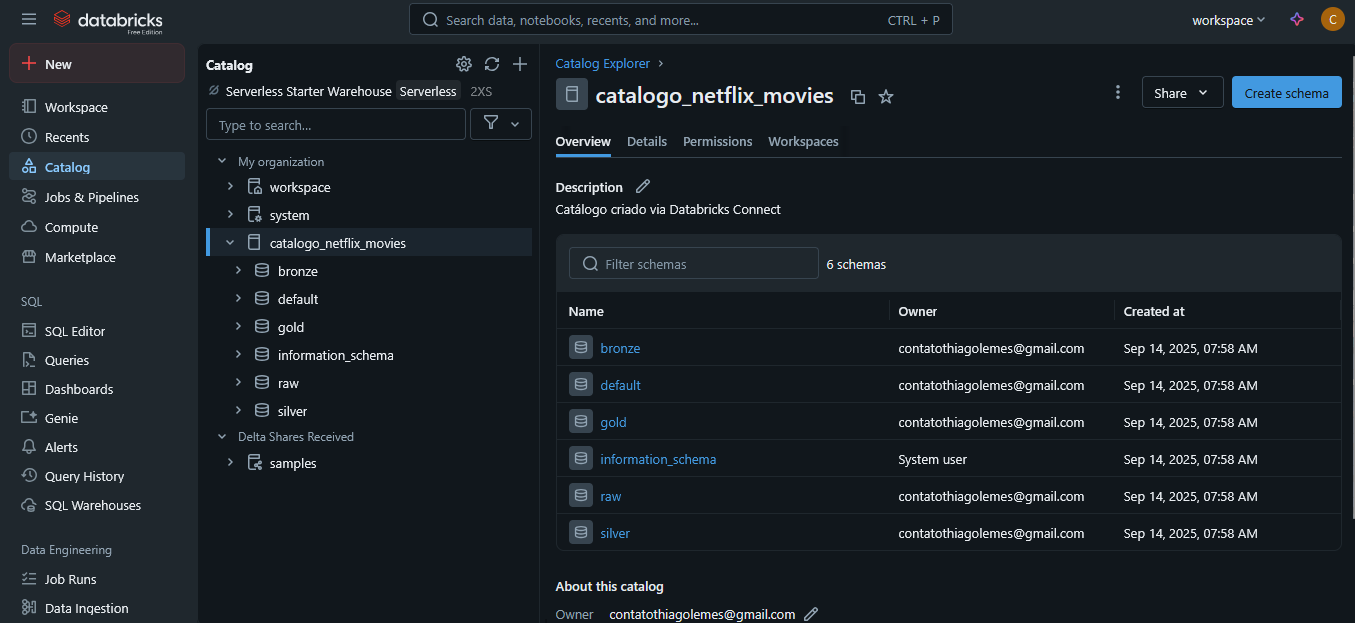 databricks
Free Edition
Search data, notebooks, recents, and more...
CTRL + P
workspace
C
New
Workspace
Recents
Catalog
Jobs & Pipelines
Compute
Marketplace
SQL
SQL Editor
Queries
Dashboards
Genie
Alerts
Query History
SQL Warehouses
Data Engineering
Job Runs
Data Ingestion
Catalog
Serverless Starter Warehouse Serverless 2XS
Type to search...
My organization
workspace
system
catalogo_netflix_movies
bronze
default
gold
information_schema
raw
silver
Delta Shares Received
samples
Catalog Explorer
catalogo_netflix_movies
Share
Create schema
Overview Details Permissions Workspaces
Description
Catálogo criado via Databricks Connect
Filter schemas
6 schemas
Name Owner Created at
bronze contatothiagolemes@gmail.com Sep 14, 2025, 07:58 AM
default contatothiagolemes@gmail.com Sep 14, 2025, 07:58 AM
gold contatothiagolemes@gmail.com Sep 14, 2025, 07:58 AM
information_schema System user Sep 14, 2025, 07:58 AM
raw contatothiagolemes@gmail.com Sep 14, 2025, 07:58 AM
silver contatothiagolemes@gmail.com Sep 14, 2025, 07:58 AM
About this catalog
Owner contatothiagolemes@gmail.com